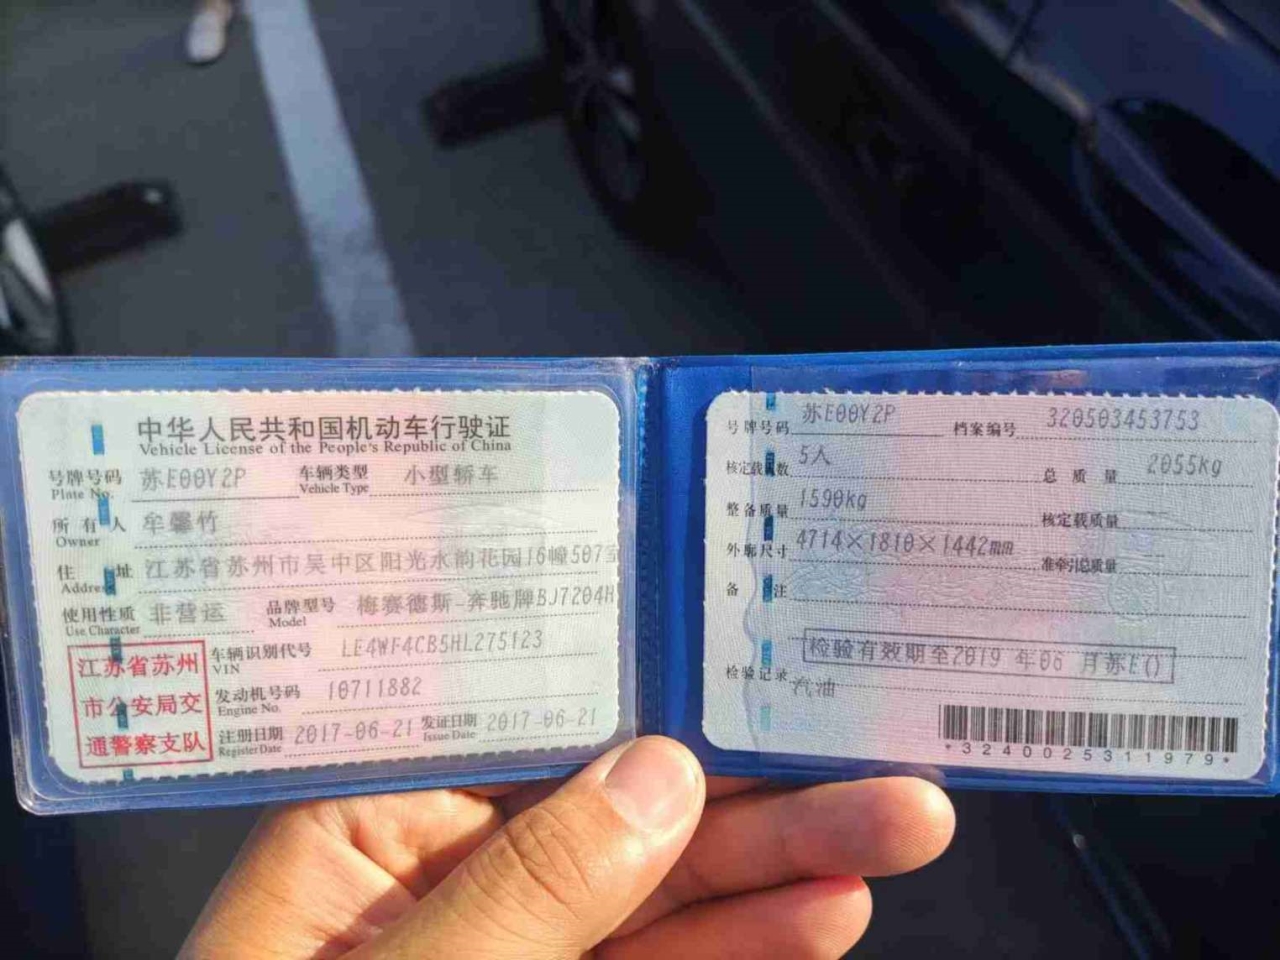 中华人民共和国机动车行驶证
Vehicle License of the People's Republic of China
号牌号码 Plate No. 苏E00Y2P 车辆类型 Vehicle Type 小型轿车
所有人 Owner 牟馨竹
住址 Address 江苏省苏州市吴中区阳光水韵花园16幢507室
使用性质 Use Character 非营运 品牌型号 Model 梅赛德斯-奔驰牌BJ7204H
江苏省苏州
市公安局交
通警察支队
车辆识别代号 VIN LE4WF4CB5HL275123
发动机号码 Engine No. 10711882
注册日期 Register Date 2017-06-21 发证日期 Issue Date 2017-06-21
号牌号码 苏E00Y2P 档案编号 320503453753
核定载人数 5人 总质量 2055kg
整备质量 1590kg 核定载质量
外廓尺寸 4714×1810×1442mm 准牵引总质量
备注
检验有效期至2019 年06 月苏E()
检验记录 汽油
*3240025311979*